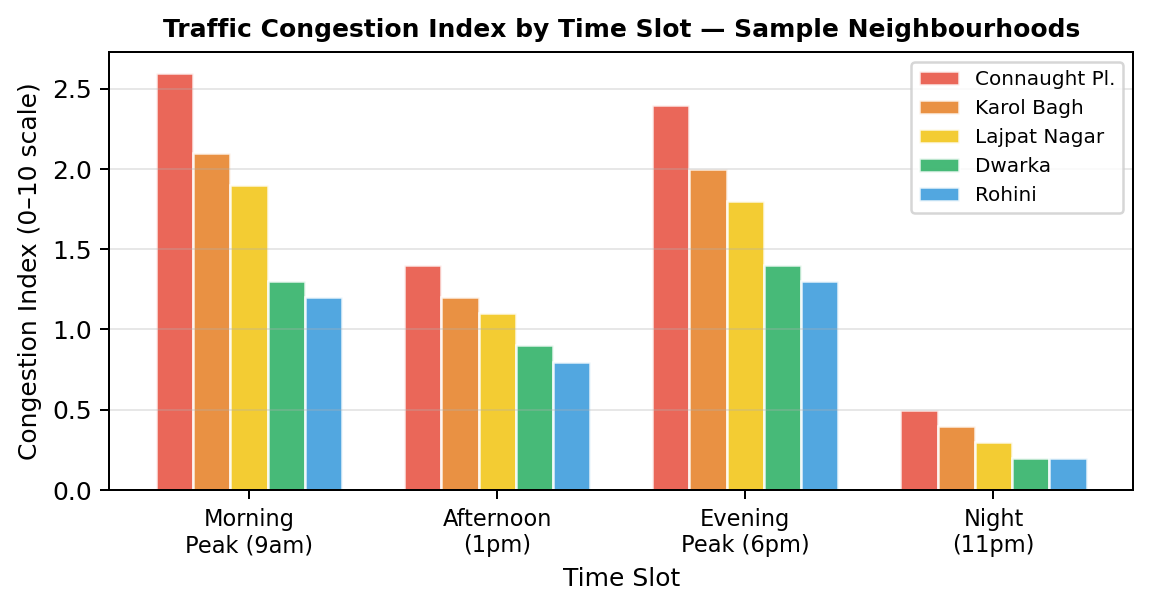 Traffic Congestion Index by Time Slot — Sample Neighbourhoods
Congestion Index (0–10 scale)
2.5
2.0
1.5
1.0
0.5
0.0
Connaught Pl.
Karol Bagh
Lajpat Nagar
Dwarka
Rohini
Morning
Peak (9am)
Afternoon
(1pm)
Evening
Peak (6pm)
Night
(11pm)
Time Slot